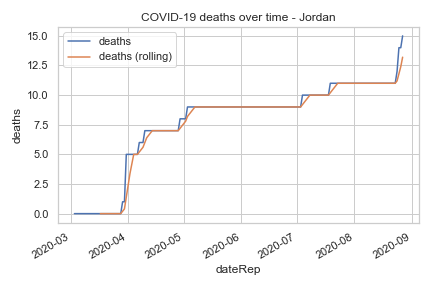 COVID-19 deaths over time - Jordan
deaths
deaths (rolling)
15.0
12.5
10.0
7.5
5.0
2.5
0.0
deaths
2020-03
2020-04
2020-05
2020-06
2020-07
2020-08
2020-09
dateRep